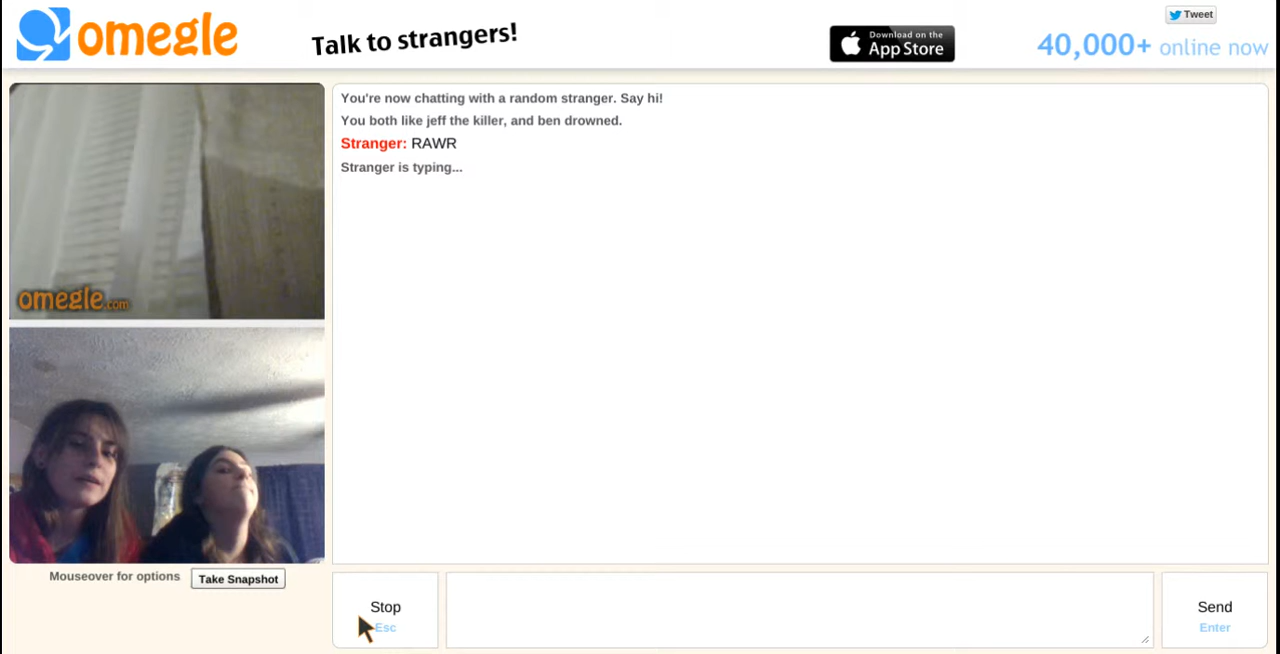 omegle
Talk to strangers!
Download on the
App Store
Tweet
40,000+ online now
You're now chatting with a random stranger. Say hi!
You both like jeff the killer, and ben drowned.
Stranger: RAWR
Stranger is typing...
omegle.com
Mouseover for options
Take Snapshot
Stop
Esc
Send
Enter